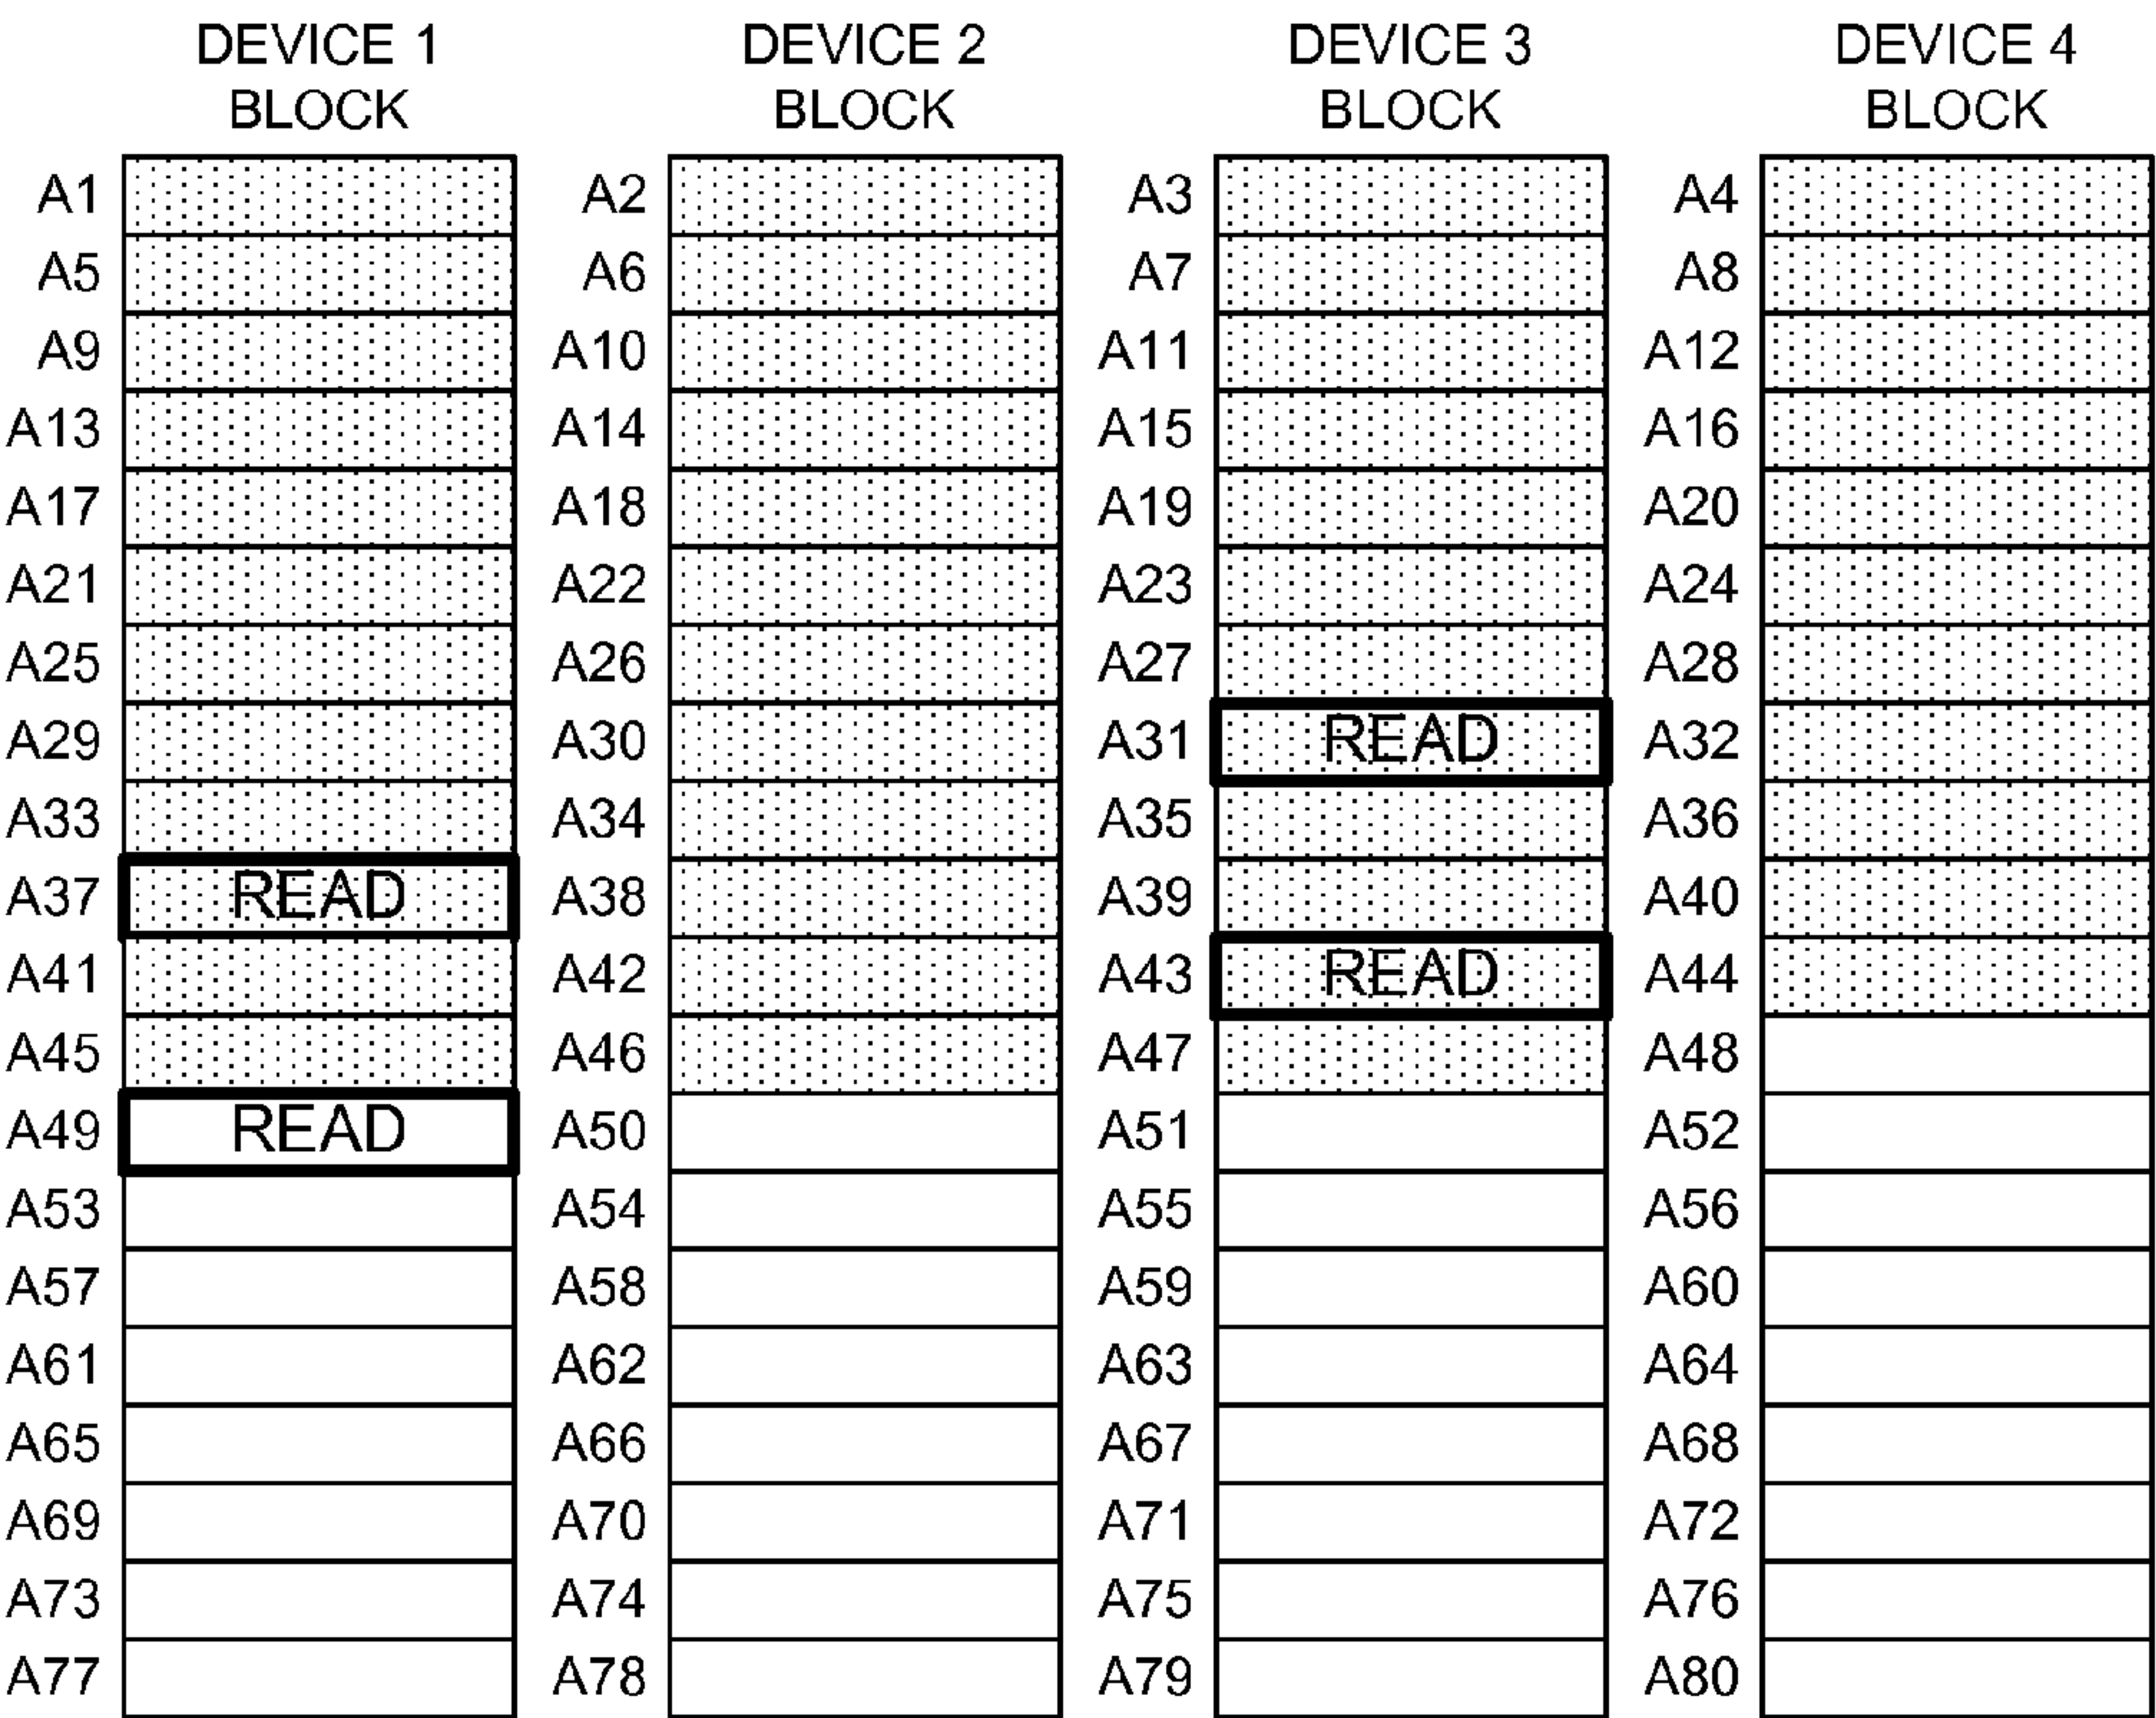 DEVICE 1 DEVICE 2 DEVICE 3 DEVICE 4
BLOCK BLOCK BLOCK BLOCK
A1 A2 A3 A4
A5 A6 A7 A8
A9 A10 A11 A12
A13 A14 A15 A16
A17 A18 A19 A20
A21 A22 A23 A24
A25 A26 A27 A28
A29 A30 A31 READ A32
A33 A34 A35 A36
A37 READ A38 A39 A40
A41 A42 A43 READ A44
A45 A46 A47 A48
A49 READ A50 A51 A52
A53 A54 A55 A56
A57 A58 A59 A60
A61 A62 A63 A64
A65 A66 A67 A68
A69 A70 A71 A72
A73 A74 A75 A76
A77 A78 A79 A80